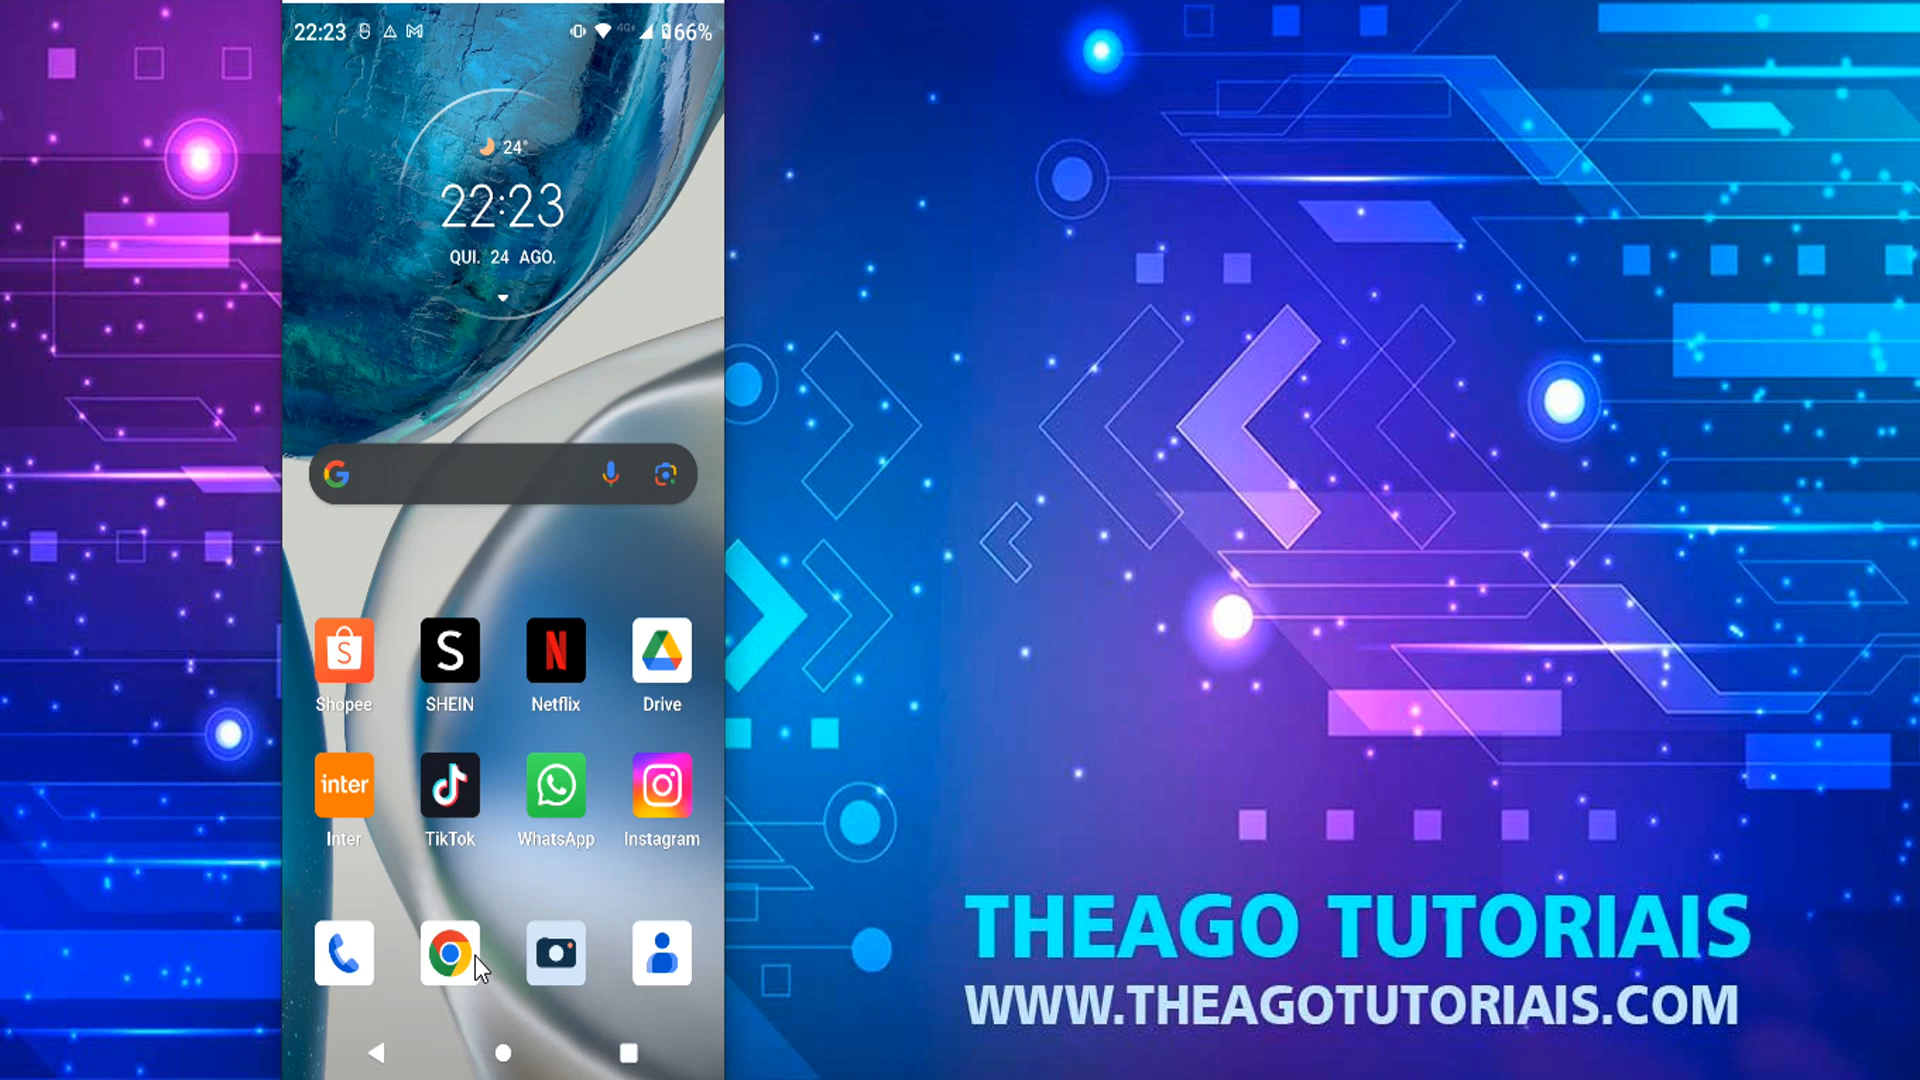 22:23 4G+ 66%
24°
22:23
QUI. 24 AGO.
S S N
Shopee SHEIN Netflix Drive
inter
Inter TikTok WhatsApp Instagram
THEAGO TUTORIAIS
WWW.THEAGOTUTORIAIS.COM